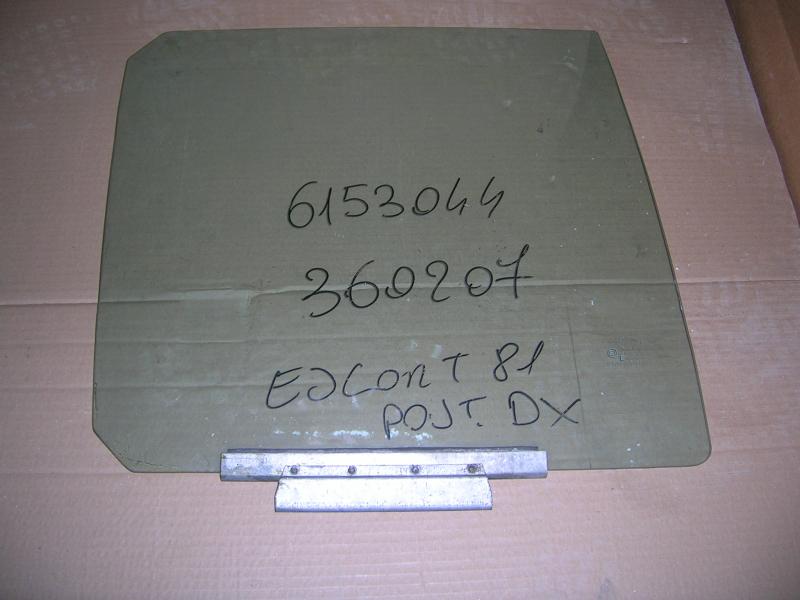 6153044
360207
ESCORT 81
POST. DX